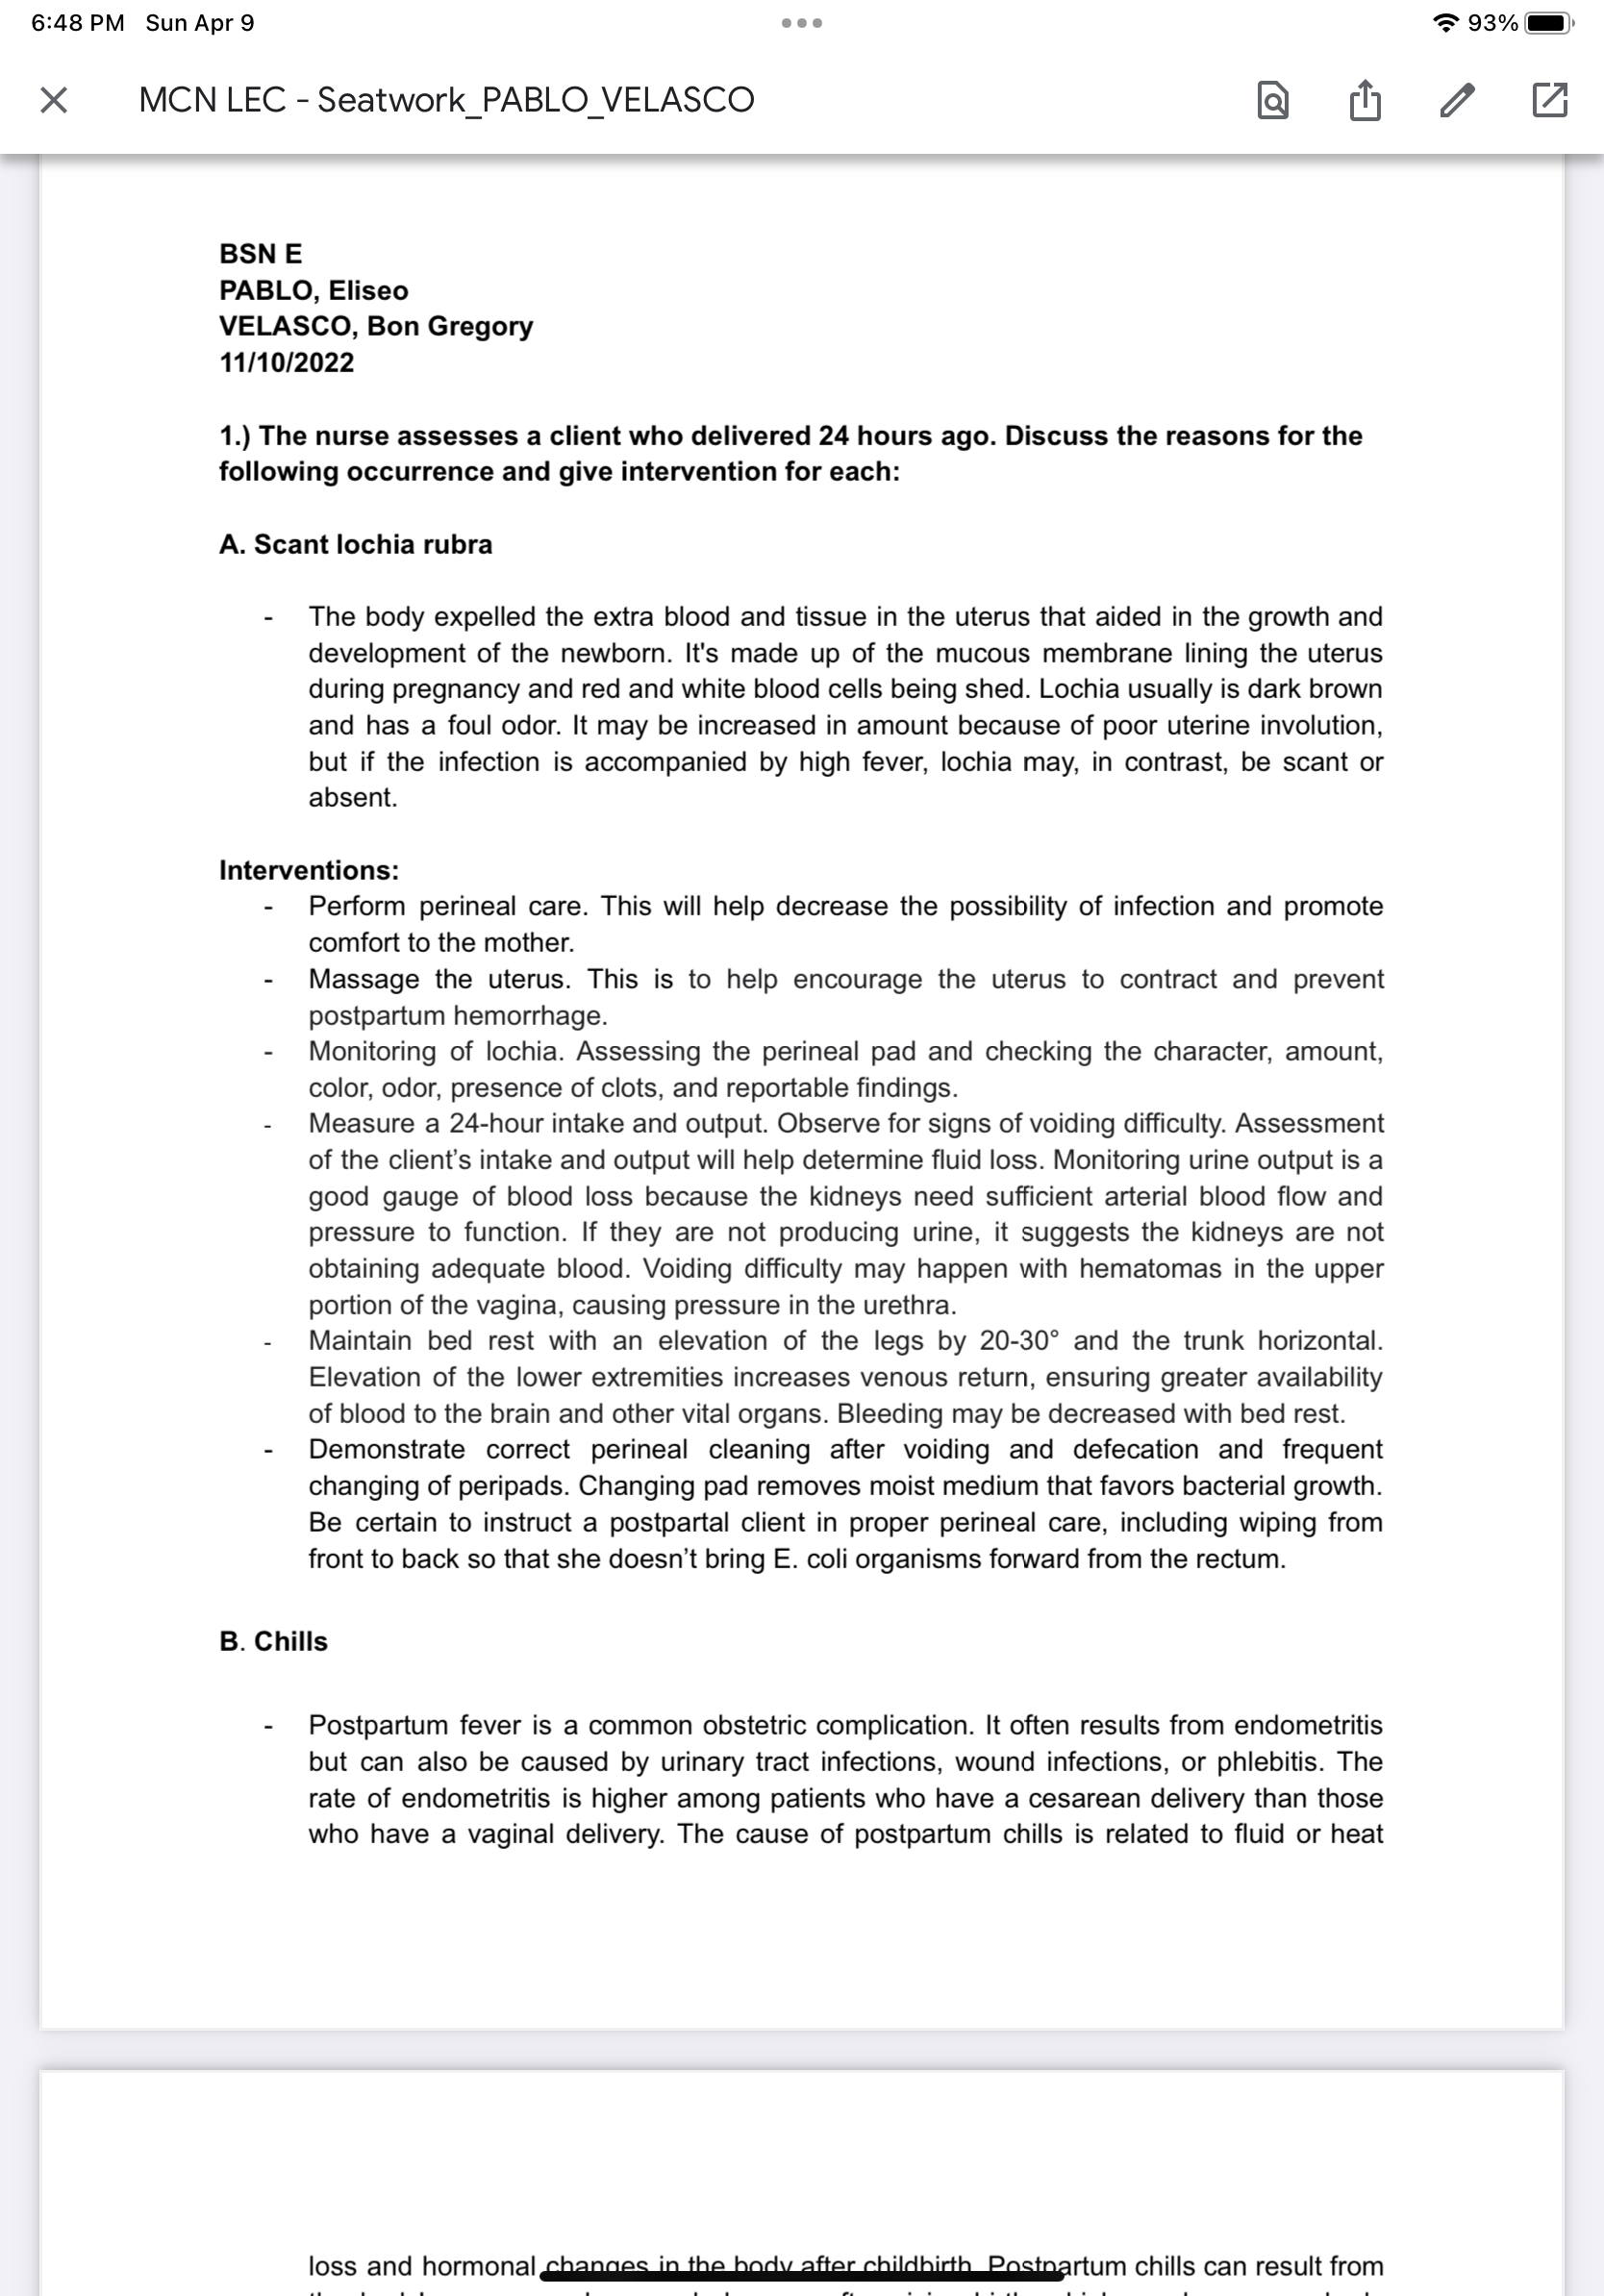 6:48 PM Sun Apr 9
93%
MCN LEC - Seatwork_PABLO_VELASCO
BSN E
PABLO, Eliseo
VELASCO, Bon Gregory
11/10/2022
1.) The nurse assesses a client who delivered 24 hours ago. Discuss the reasons for the
following occurrence and give intervention for each:
A. Scant lochia rubra
- The body expelled the extra blood and tissue in the uterus that aided in the growth and
development of the newborn. It's made up of the mucous membrane lining the uterus
during pregnancy and red and white blood cells being shed. Lochia usually is dark brown
and has a foul odor. It may be increased in amount because of poor uterine involution,
but if the infection is accompanied by high fever, lochia may, in contrast, be scant or
absent.
Interventions:
- Perform perineal care. This will help decrease the possibility of infection and promote
comfort to the mother.
- Massage the uterus. This is to help encourage the uterus to contract and prevent
postpartum hemorrhage.
- Monitoring of lochia. Assessing the perineal pad and checking the character, amount,
color, odor, presence of clots, and reportable findings.
- Measure a 24-hour intake and output. Observe for signs of voiding difficulty. Assessment
of the client’s intake and output will help determine fluid loss. Monitoring urine output is a
good gauge of blood loss because the kidneys need sufficient arterial blood flow and
pressure to function. If they are not producing urine, it suggests the kidneys are not
obtaining adequate blood. Voiding difficulty may happen with hematomas in the upper
portion of the vagina, causing pressure in the urethra.
- Maintain bed rest with an elevation of the legs by 20-30° and the trunk horizontal.
Elevation of the lower extremities increases venous return, ensuring greater availability
of blood to the brain and other vital organs. Bleeding may be decreased with bed rest.
- Demonstrate correct perineal cleaning after voiding and defecation and frequent
changing of peripads. Changing pad removes moist medium that favors bacterial growth.
Be certain to instruct a postpartal client in proper perineal care, including wiping from
front to back so that she doesn’t bring E. coli organisms forward from the rectum.
B. Chills
- Postpartum fever is a common obstetric complication. It often results from endometritis
but can also be caused by urinary tract infections, wound infections, or phlebitis. The
rate of endometritis is higher among patients who have a cesarean delivery than those
who have a vaginal delivery. The cause of postpartum chills is related to fluid or heat
loss and hormonal changes in the body after childbirth. Postpartum chills can result from